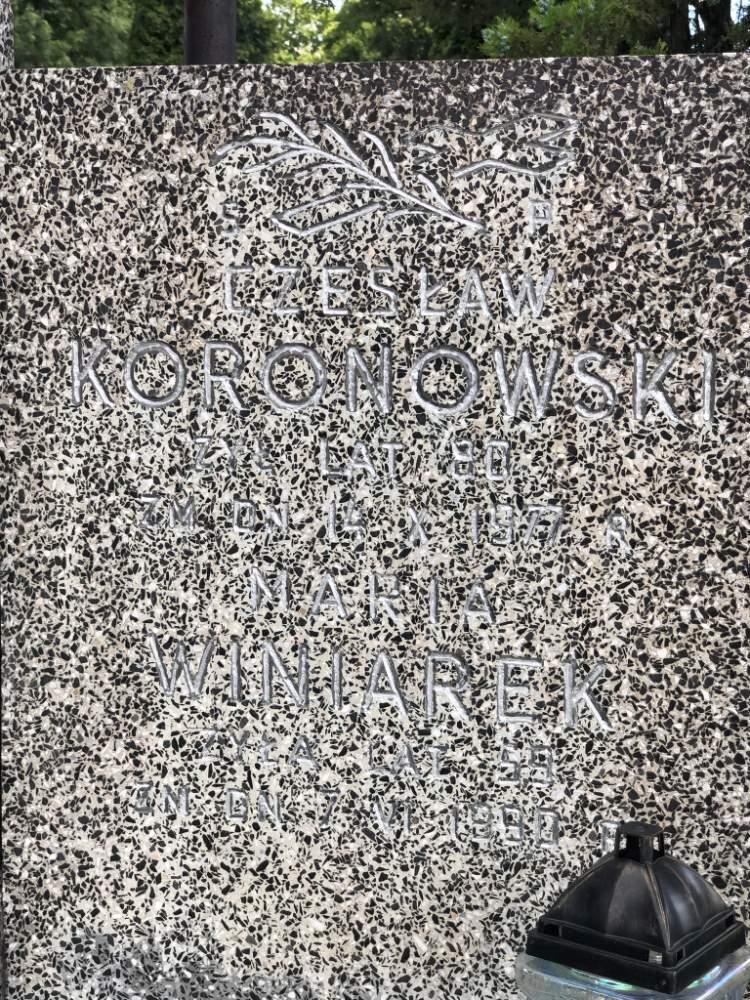 Ś P
CZESŁAW
KORONOWSKI
ŻYŁ LAT 80
ZM DN 14 X 1977 R
MARIA
WINIAREK
ŻYŁA LAT 59
ZM DN 7 VI 1990 R